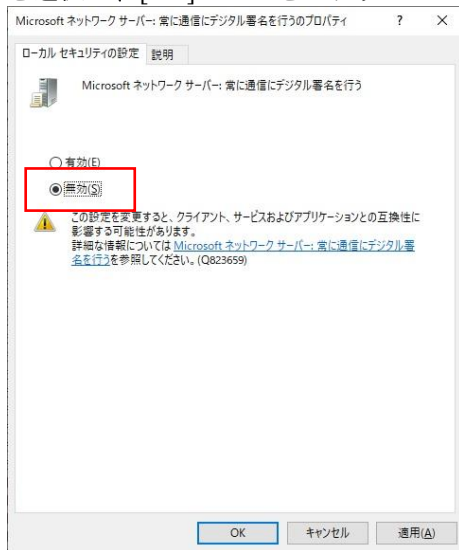 Microsoft ネットワーク サーバー: 常に通信にデジタル署名を行うのプロパティ ? ×
ローカル セキュリティの設定 説明
Microsoft ネットワーク サーバー: 常に通信にデジタル署名を行う
有効(E)
無効(S)
この設定を変更すると、クライアント、サービスおよびアプリケーションとの互換性に
影響する可能性があります。
詳細な情報については Microsoft ネットワーク サーバー: 常に通信にデジタル署
名を行うを参照してください。(Q823659)
OK キャンセル 適用(A)